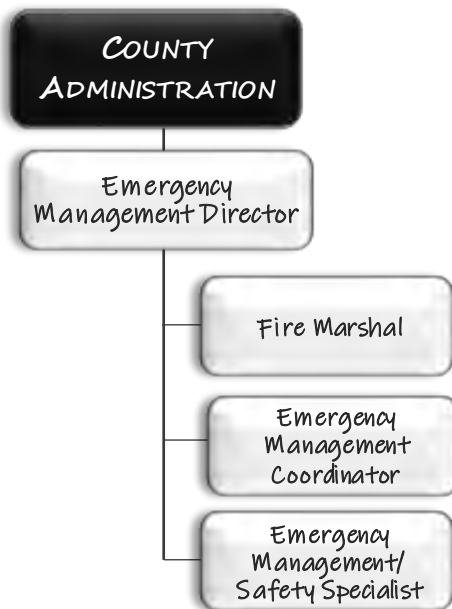 COUNTY
ADMINISTRATION
Emergency
Management Director
Fire Marshal
Emergency
Management
Coordinator
Emergency
Management/
Safety Specialist